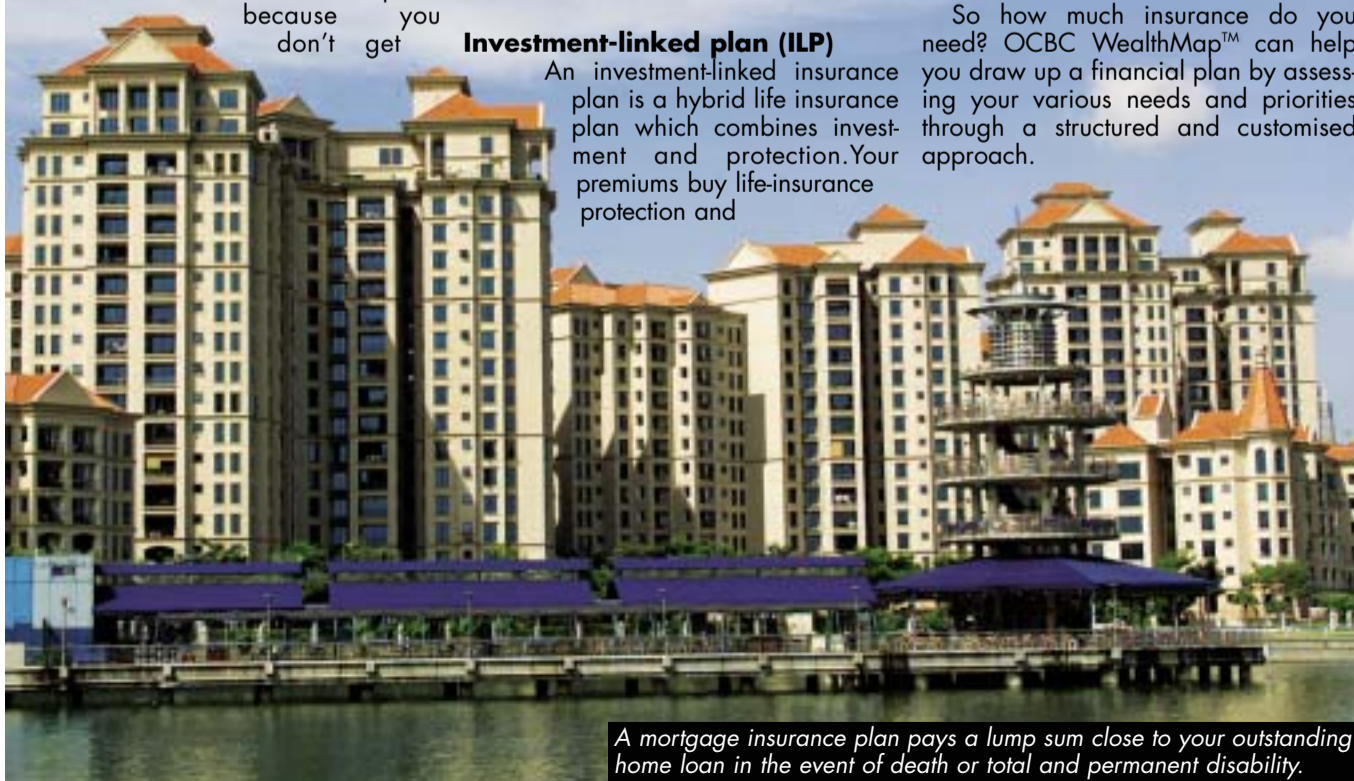 because you
don't get
Investment-linked plan (ILP)
An investment-linked insurance
plan is a hybrid life insurance
plan which combines invest-
ment and protection.Your
premiums buy life-insurance
protection and
So how much insurance do you
need? OCBC WealthMap™ can help
you draw up a financial plan by assess-
ing your various needs and priorities
through a structured and customised
approach.
A mortgage insurance plan pays a lump sum close to your outstanding
home loan in the event of death or total and permanent disability.